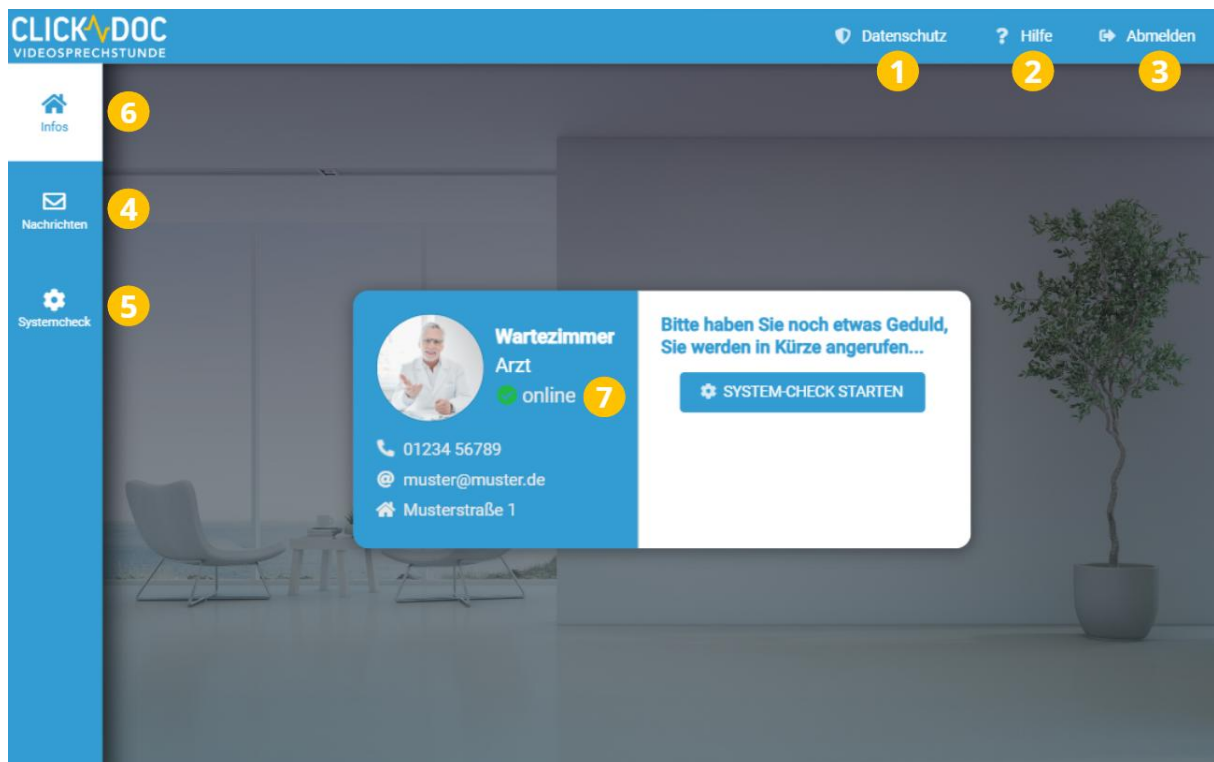 CLICK DOC
VIDEOSPRECHSTUNDE
Datenschutz
? Hilfe
Abmelden
1
2
3
Infos
6
Nachrichten
4
Systemcheck
5
Wartezimmer
Arzt
online
7
01234 56789
@ muster@muster.de
Musterstraße 1
Bitte haben Sie noch etwas Geduld,
Sie werden in Kürze angerufen...
SYSTEM-CHECK STARTEN